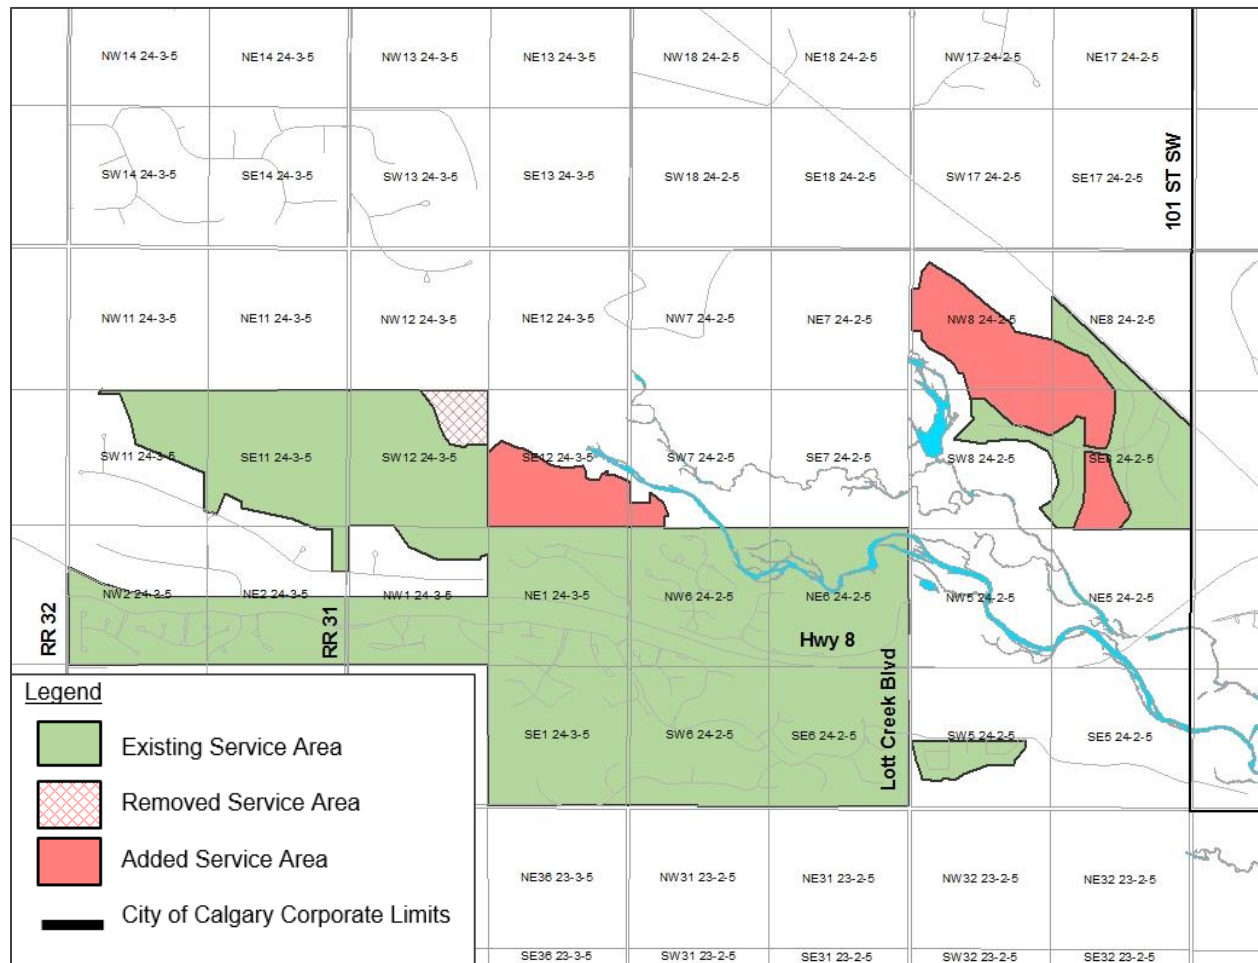 NW14 24-3-5 NE14 24-3-5 NW13 24-3-5 NE13 24-3-5 NW18 24-2-5 NE18 24-2-5 NW17 24-2-5 NE17 24-2-5
101 ST SW
SW14 24-3-5 SE14 24-3-5 SW13 24-3-5 SE13 24-3-5 SW18 24-2-5 SE18 24-2-5 SW17 24-2-5 SE17 24-2-5
NW11 24-3-5 NE11 24-3-5 NW12 24-3-5 NE12 24-3-5 NW7 24-2-5 NE7 24-2-5 NW8 24-2-5 NE8 24-2-5
SW11 24-3-5 SE11 24-3-5 SW12 24-3-5 SE12 24-3-5 SW7 24-2-5 SE7 24-2-5 SW8 24-2-5 SE8 24-2-5
NW2 24-3-5 NE2 24-3-5 NW1 24-3-5 NE1 24-3-5 NW6 24-2-5 NE6 24-2-5 NW5 24-2-5 NE5 24-2-5
RR 32
RR 31
Hwy 8
Lott Creek Blvd
SE1 24-3-5 SW6 24-2-5 SE6 24-2-5 SW5 24-2-5 SE5 24-2-5
Legend
Existing Service Area
Removed Service Area
Added Service Area
City of Calgary Corporate Limits
NE36 23-3-5 NW31 23-2-5 NE31 23-2-5 NW32 23-2-5 NE32 23-2-5
SE36 23-3-5 SW31 23-2-5 SE31 23-2-5 SW32 23-2-5 SE32 23-2-5